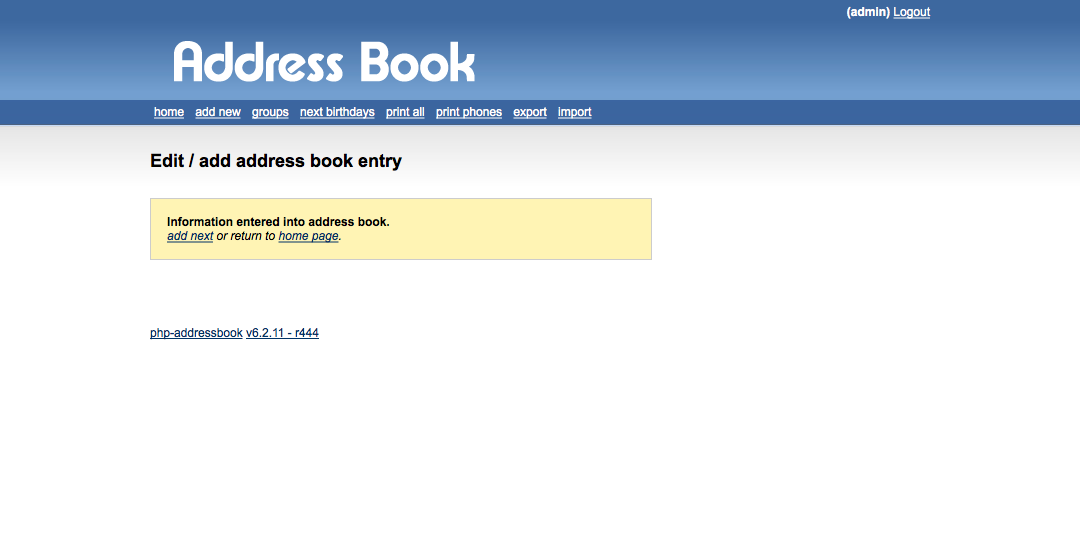 (admin) Logout
Address Book
home add new groups next birthdays print all print phones export import
Edit / add address book entry
Information entered into address book.
add next or return to home page.
php-addressbook v6.2.11 - r444